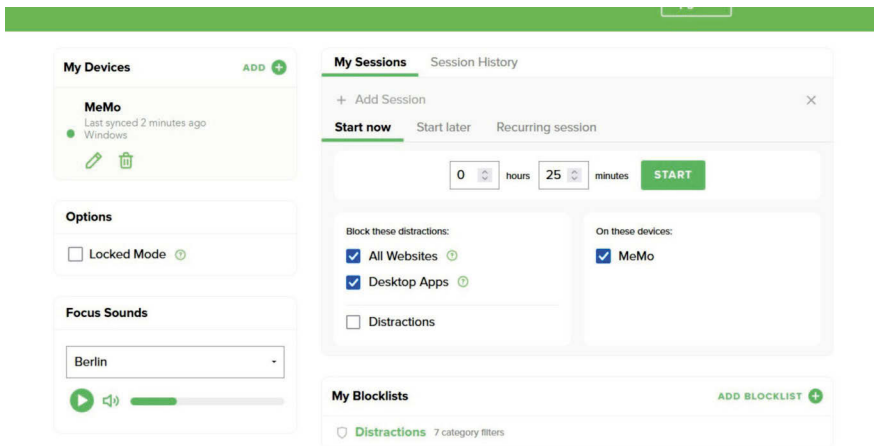 My Devices
ADD
MeMo
Last synced 2 minutes ago
Windows
Options
Locked Mode
Focus Sounds
Berlin
My Sessions Session History
+ Add Session
Start now Start later Recurring session
0 hours 25 minutes START
Block these distractions:
All Websites
Desktop Apps
Distractions
On these devices:
MeMo
My Blocklists
ADD BLOCKLIST
Distractions 7 category filters